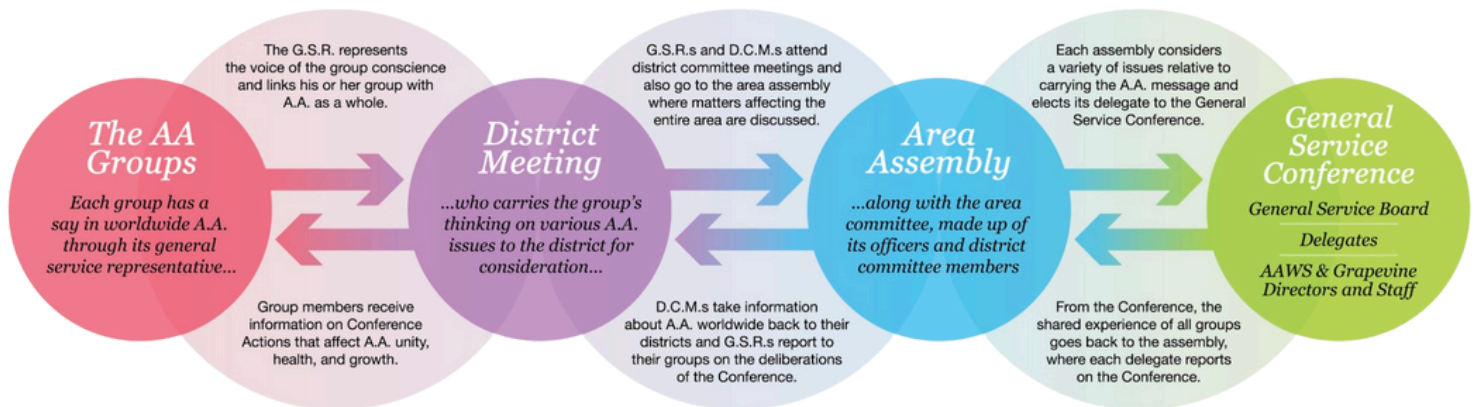 The G.S.R. represents
the voice of the group conscience
and links his or her group with
A.A. as a whole.
G.S.R.s and D.C.M.s attend
district committee meetings and
also go to the area assembly
where matters affecting the
entire area are discussed.
Each assembly considers
a variety of issues relative to
carrying the A.A. message and
elects its delegate to the General
Service Conference.
The AA
Groups
Each group has a
say in worldwide A.A.
through its general
service representative...
District
Meeting
...who carries the group's
thinking on various A.A.
issues to the district for
consideration...
Area
Assembly
...along with the area
committee, made up of
its officers and district
committee members
General
Service
Conference
General Service Board
Delegates
AAWS & Grapevine
Directors and Staff
Group members receive
information on Conference
Actions that affect A.A. unity,
health, and growth.
D.C.M.s take information
about A.A. worldwide back to their
districts and G.S.R.s report to
their groups on the deliberations
of the Conference.
From the Conference, the
shared experience of all groups
goes back to the assembly,
where each delegate reports
on the Conference.